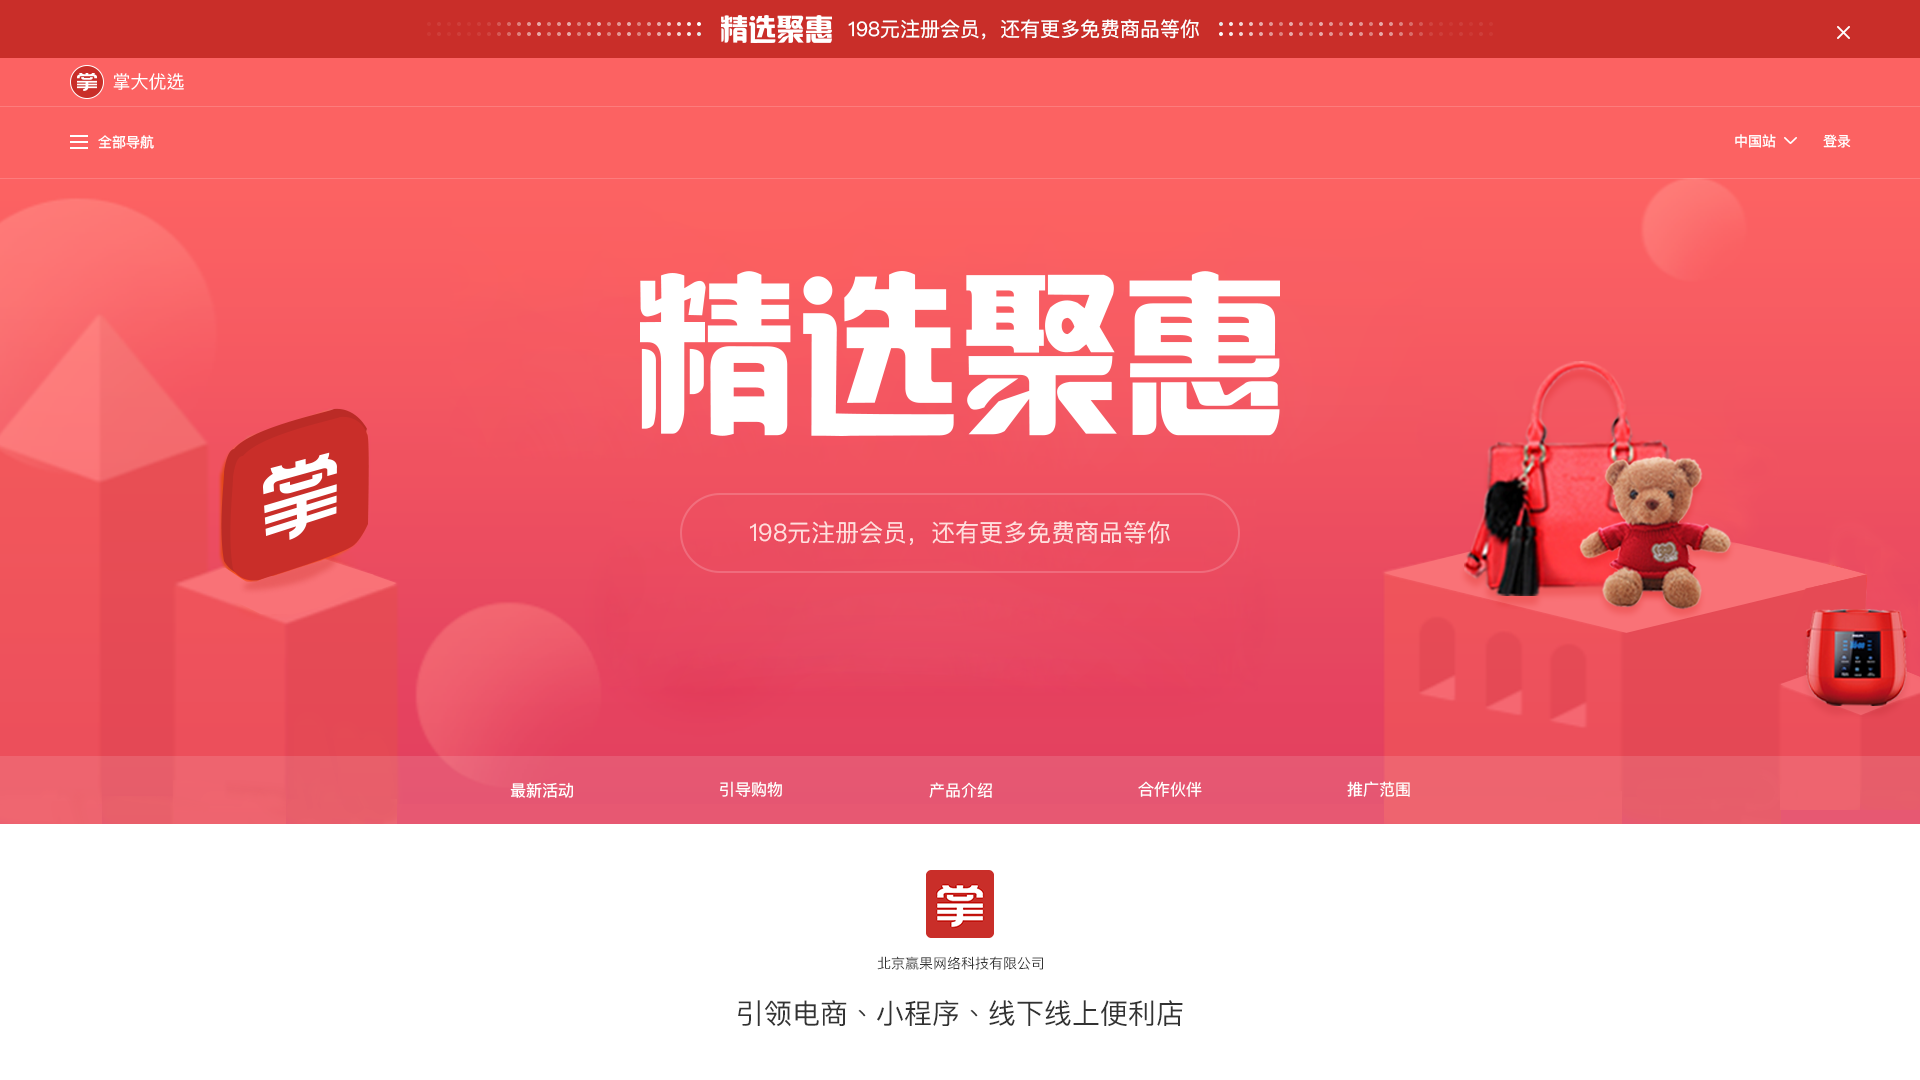 精选聚惠 198元注册会员，还有更多免费商品等你
掌 掌大优选
全部导航
中国站 登录
精选聚惠
掌
198元注册会员，还有更多免费商品等你
最新活动 引导购物 产品介绍 合作伙伴 推广范围
掌
北京赢果网络科技有限公司
引领电商、小程序、线下线上便利店